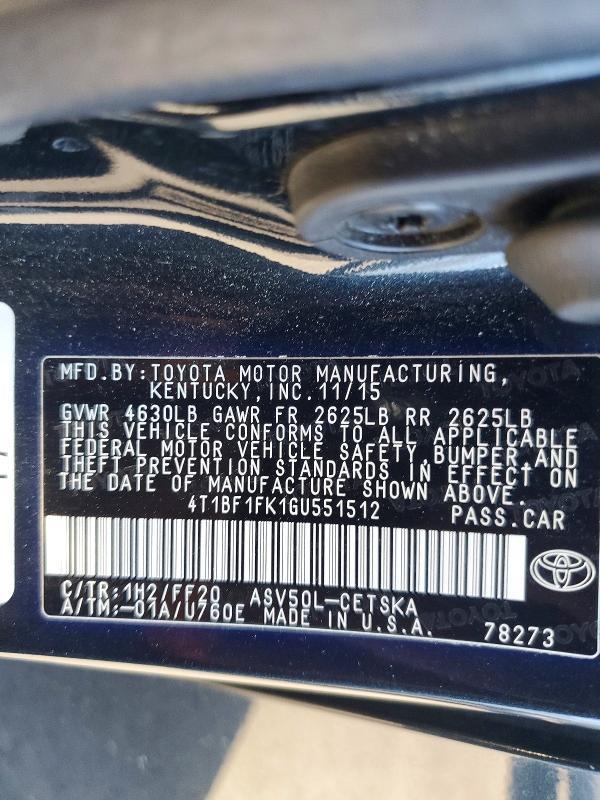 MFD.BY:TOYOTA MOTOR MANUFACTURING,
KENTUCKY,INC.11/15
GVWR 4630LB GAWR FR 2625LB RR 2625LB
THIS VEHICLE CONFORMS TO ALL APPLICABLE
FEDERAL MOTOR VEHICLE SAFETY BUMPER,AND
THEFT PREVENTION STANDARDS IN EFFECT ON
THE DATE OF MANUFACTURE SHOWN ABOVE.
4T1BF1FK1GU551512 PASS.CAR
C/TR:1H2/FF20 ASV50L-CETSKA
A/TM:-01A/U760E MADE IN U.S.A. 78273